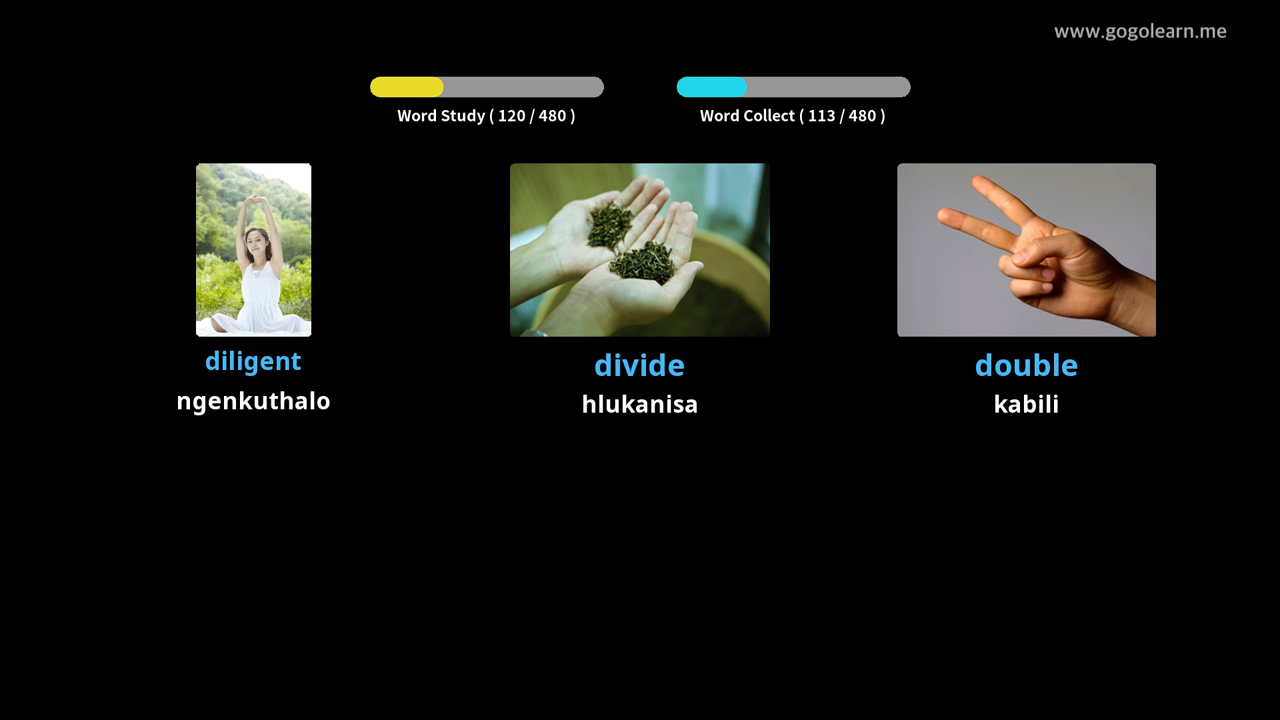 www.gogolearn.me
Word Study ( 120 / 480 )
Word Collect ( 113 / 480 )
diligent
divide
double
ngenkuthalo
hlukanisa
kabili